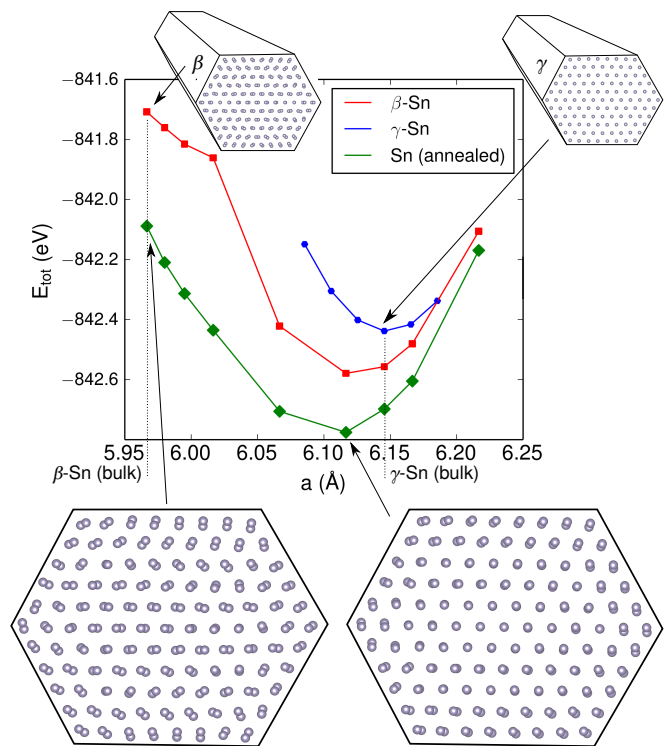 β
γ
−841.6
−841.8
−842.0
−842.2
−842.4
−842.6
E_tot (eV)
β-Sn
γ-Sn
Sn (annealed)
5.95 6.00 6.05 6.10 6.15 6.20 6.25
β-Sn (bulk)
a (Å)
γ-Sn (bulk)